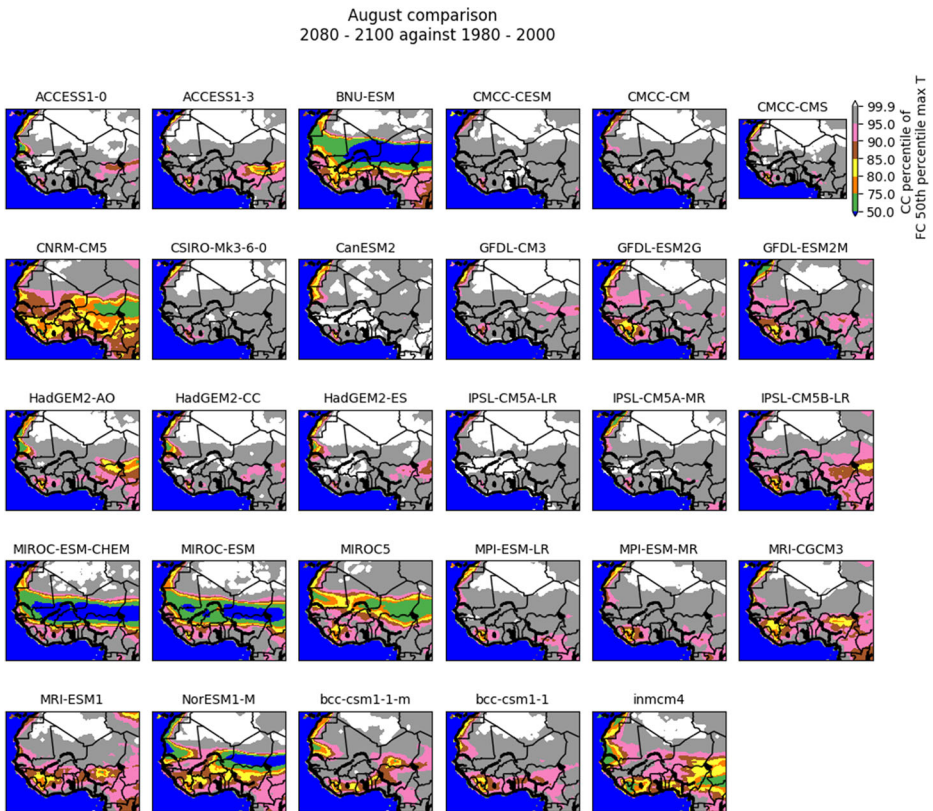 August comparison
2080 - 2100 against 1980 - 2000
ACCESS1-0
ACCESS1-3
BNU-ESM
CMCC-CESM
CMCC-CM
CMCC-CMS
99.9
95.0
90.0
85.0
80.0
75.0
50.0
CC percentile of
FC 50th percentile max T
CNRM-CM5
CSIRO-Mk3-6-0
CanESM2
GFDL-CM3
GFDL-ESM2G
GFDL-ESM2M
HadGEM2-AO
HadGEM2-CC
HadGEM2-ES
IPSL-CM5A-LR
IPSL-CM5A-MR
IPSL-CM5B-LR
MIROC-ESM-CHEM
MIROC-ESM
MIROC5
MPI-ESM-LR
MPI-ESM-MR
MRI-CGCM3
MRI-ESM1
NorESM1-M
bcc-csm1-1-m
bcc-csm1-1
inmcm4